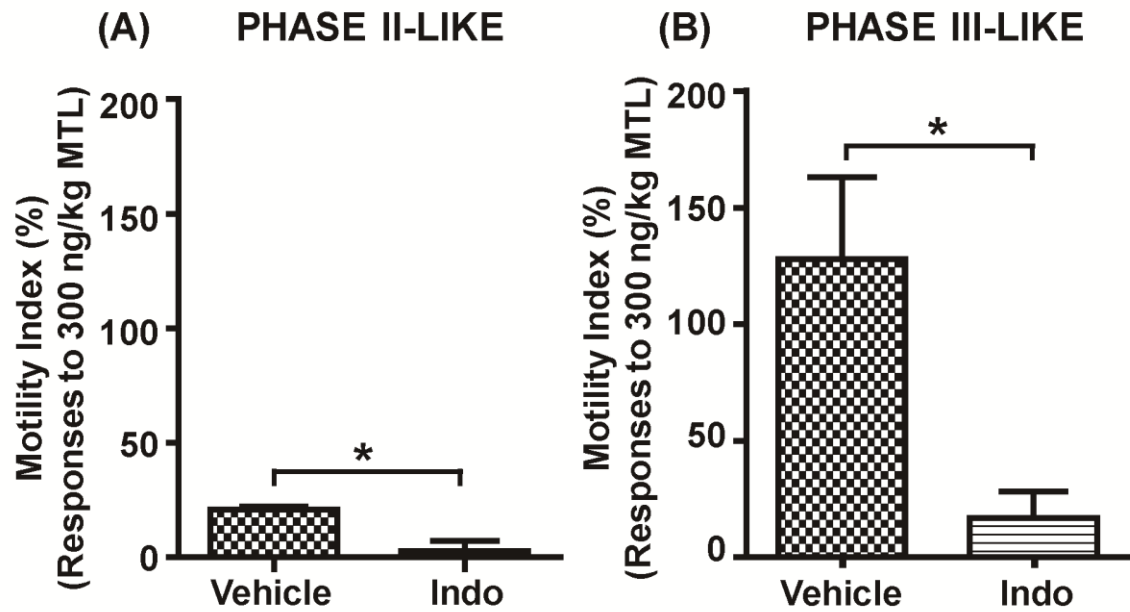 (A) PHASE II-LIKE
Motility Index (%)
(Responses to 300 ng/kg MTL)
200
150
100
50
0
*
Vehicle Indo
(B) PHASE III-LIKE
Motility Index (%)
(Responses to 300 ng/kg MTL)
200
150
100
50
0
*
Vehicle Indo